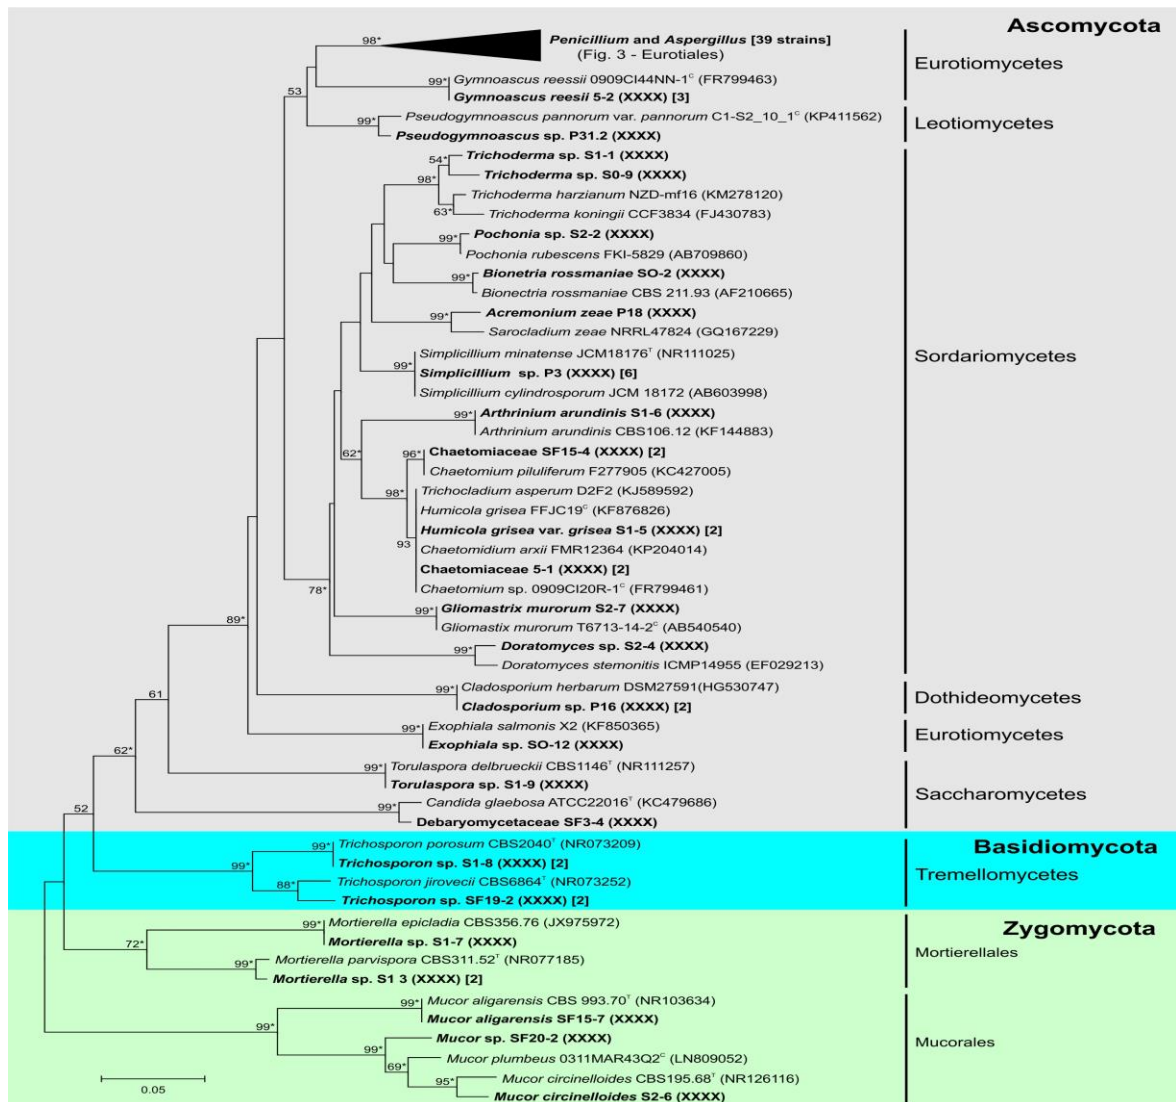 Ascomycota
98*
Penicillium and Aspergillus [39 strains]
(Fig. 3 - Eurotiales)
Eurotiomycetes
99*
Gymnoascus reessii 0909CI44NN-1ᶜ (FR799463)
53
Gymnoascus reesii 5-2 (XXXX) [3]
Pseudogymnoascus pannorum var. pannorum C1-S2_10_1ᶜ (KP411562)
99*
Leotiomycetes
Pseudogymnoascus sp. P31.2 (XXXX)
54*
Trichoderma sp. S1-1 (XXXX)
98*
Trichoderma sp. S0-9 (XXXX)
Trichoderma harzianum NZD-mf16 (KM278120)
63*
Trichoderma koningii CCF3834 (FJ430783)
99*
Pochonia sp. S2-2 (XXXX)
Pochonia rubescens FKI-5829 (AB709860)
99*
Bionetria rossmaniae SO-2 (XXXX)
Bionectria rossmaniae CBS 211.93 (AF210665)
99*
Acremonium zeae P18 (XXXX)
Sarocladium zeae NRRL47824 (GQ167229)
Simplicillium minatense JCM18176ᵀ (NR111025)
Sordariomycetes
99*
Simplicillium sp. P3 (XXXX) [6]
Simplicillium cylindrosporum JCM 18172 (AB603998)
99*
Arthrinium arundinis S1-6 (XXXX)
Arthrinium arundinis CBS106.12 (KF144883)
62*
96*
Chaetomiaceae SF15-4 (XXXX) [2]
Chaetomium piluliferum F277905 (KC427005)
98*
Trichocladium asperum D2F2 (KJ589592)
Humicola grisea FFJC19ᶜ (KF876826)
Humicola grisea var. grisea S1-5 (XXXX) [2]
93
Chaetomidium arxii FMR12364 (KP204014)
Chaetomiaceae 5-1 (XXXX) [2]
78*
Chaetomium sp. 0909CI20R-1ᶜ (FR799461)
99*
Gliomastrix murorum S2-7 (XXXX)
89*
Gliomastix murorum T6713-14-2ᶜ (AB540540)
99*
Doratomyces sp. S2-4 (XXXX)
Doratomyces stemonitis ICMP14955 (EF029213)
61
99*
Cladosporium herbarum DSM27591(HG530747)
Dothideomycetes
Cladosporium sp. P16 (XXXX) [2]
99*
Exophiala salmonis X2 (KF850365)
Eurotiomycetes
Exophiala sp. SO-12 (XXXX)
62*
99*
Torulaspora delbrueckii CBS1146ᵀ (NR111257)
Torulaspora sp. S1-9 (XXXX)
Saccharomycetes
52
99*
Candida glaebosa ATCC22016ᵀ (KC479686)
Debaryomycetaceae SF3-4 (XXXX)
Basidiomycota
99*
Trichosporon porosum CBS2040ᵀ (NR073209)
99*
Trichosporon sp. S1-8 (XXXX) [2]
Tremellomycetes
88*
Trichosporon jirovecii CBS6864ᵀ (NR073252)
Trichosporon sp. SF19-2 (XXXX) [2]
Zygomycota
99*
Mortierella epicladia CBS356.76 (JX975972)
72*
Mortierella sp. S1-7 (XXXX)
Mortierellales
99*
Mortierella parvispora CBS311.52ᵀ (NR077185)
Mortierella sp. S1 3 (XXXX) [2]
99*
Mucor aligarensis CBS 993.70ᵀ (NR103634)
99*
Mucor aligarensis SF15-7 (XXXX)
Mucorales
99*
Mucor sp. SF20-2 (XXXX)
69*
Mucor plumbeus 0311MAR43Q2ᶜ (LN809052)
95*
Mucor circinelloides CBS195.68ᵀ (NR126116)
Mucor circinelloides S2-6 (XXXX)
0.05